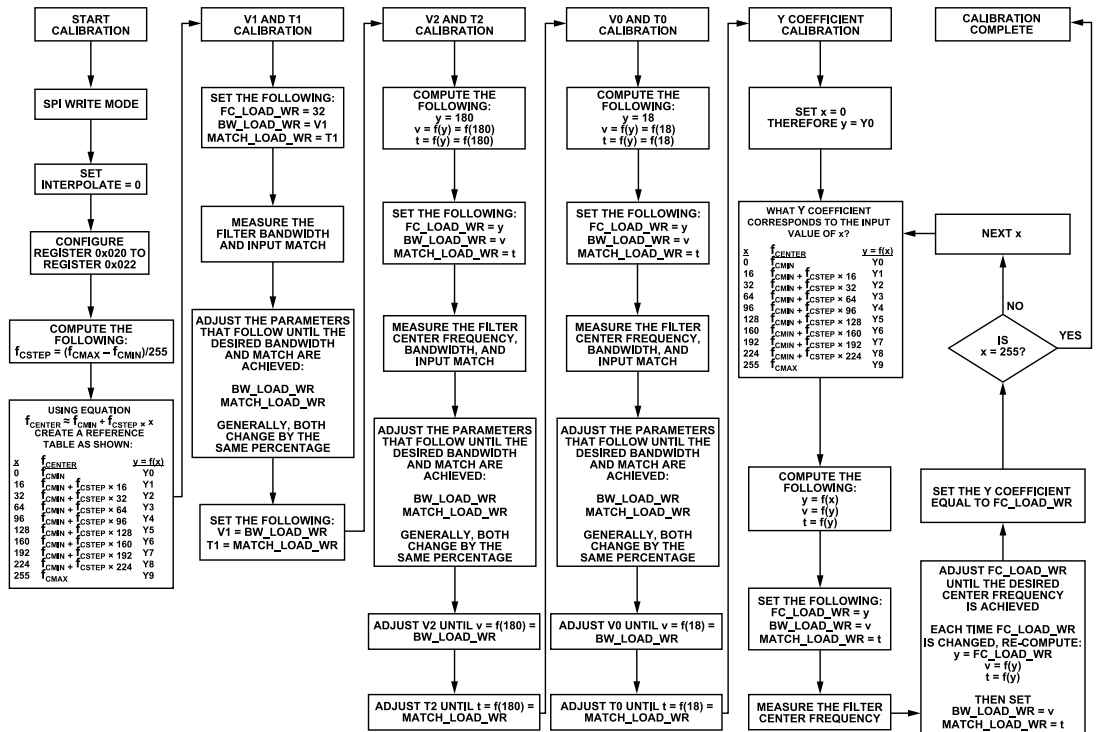 START
CALIBRATION
SPI WRITE MODE
SET
INTERPOLATE = 0
CONFIGURE
REGISTER 0x020 TO
REGISTER 0x022
COMPUTE THE
FOLLOWING:
fCSTEP = (fCMAX – fCMIN)/255
USING EQUATION
fCENTER ≈ fCMIN + fCSTEP × x
CREATE A REFERENCE
TABLE AS SHOWN:
x fCENTER y = f(x)
0 fCMIN Y0
16 fCMIN + fCSTEP × 16 Y1
32 fCMIN + fCSTEP × 32 Y2
64 fCMIN + fCSTEP × 64 Y3
96 fCMIN + fCSTEP × 96 Y4
128 fCMIN + fCSTEP × 128 Y5
160 fCMIN + fCSTEP × 160 Y6
192 fCMIN + fCSTEP × 192 Y7
224 fCMIN + fCSTEP × 224 Y8
255 fCMAX Y9
V1 AND T1
CALIBRATION
SET THE FOLLOWING:
FC_LOAD_WR = 32
BW_LOAD_WR = V1
MATCH_LOAD_WR = T1
MEASURE THE
FILTER BANDWIDTH
AND INPUT MATCH
ADJUST THE PARAMETERS
THAT FOLLOW UNTIL THE
DESIRED BANDWIDTH
AND MATCH ARE
ACHIEVED:
BW_LOAD_WR
MATCH_LOAD_WR
GENERALLY, BOTH
CHANGE BY THE
SAME PERCENTAGE
SET THE FOLLOWING:
V1 = BW_LOAD_WR
T1 = MATCH_LOAD_WR
V2 AND T2
CALIBRATION
COMPUTE THE
FOLLOWING:
y = 180
v = f(y) = f(180)
t = f(y) = f(180)
SET THE FOLLOWING:
FC_LOAD_WR = y
BW_LOAD_WR = v
MATCH_LOAD_WR = t
MEASURE THE FILTER
CENTER FREQUENCY,
BANDWIDTH, AND
INPUT MATCH
ADJUST THE PARAMETERS
THAT FOLLOW UNTIL THE
DESIRED BANDWIDTH
AND MATCH ARE
ACHIEVED:
BW_LOAD_WR
MATCH_LOAD_WR
GENERALLY, BOTH
CHANGE BY THE
SAME PERCENTAGE
ADJUST V2 UNTIL v = f(180) =
BW_LOAD_WR
ADJUST T2 UNTIL t = f(180) =
MATCH_LOAD_WR
V0 AND T0
CALIBRATION
COMPUTE THE
FOLLOWING:
y = 18
v = f(y) = f(18)
t = f(y) = f(18)
SET THE FOLLOWING:
FC_LOAD_WR = y
BW_LOAD_WR = v
MATCH_LOAD_WR = t
MEASURE THE FILTER
CENTER FREQUENCY,
BANDWIDTH, AND
INPUT MATCH
ADJUST THE PARAMETERS
THAT FOLLOW UNTIL THE
DESIRED BANDWIDTH
AND MATCH ARE
ACHIEVED:
BW_LOAD_WR
MATCH_LOAD_WR
GENERALLY, BOTH
CHANGE BY THE
SAME PERCENTAGE
ADJUST V0 UNTIL v = f(18) =
BW_LOAD_WR
ADJUST T0 UNTIL t = f(18) =
MATCH_LOAD_WR
Y COEFFICIENT
CALIBRATION
SET x = 0
THEREFORE y = Y0
WHAT Y COEFFICIENT
CORRESPONDS TO THE INPUT
VALUE OF x?
x fCENTER y = f(x)
0 fCMIN Y0
16 fCMIN + fCSTEP × 16 Y1
32 fCMIN + fCSTEP × 32 Y2
64 fCMIN + fCSTEP × 64 Y3
96 fCMIN + fCSTEP × 96 Y4
128 fCMIN + fCSTEP × 128 Y5
160 fCMIN + fCSTEP × 160 Y6
192 fCMIN + fCSTEP × 192 Y7
224 fCMIN + fCSTEP × 224 Y8
255 fCMAX Y9
COMPUTE THE
FOLLOWING:
y = f(x)
v = f(y)
t = f(y)
SET THE FOLLOWING:
FC_LOAD_WR = y
BW_LOAD_WR = v
MATCH_LOAD_WR = t
MEASURE THE FILTER
CENTER FREQUENCY
CALIBRATION
COMPLETE
NEXT x
NO
YES
IS
x = 255?
SET THE Y COEFFICIENT
EQUAL TO FC_LOAD_WR
ADJUST FC_LOAD_WR
UNTIL THE DESIRED
CENTER FREQUENCY
IS ACHIEVED
EACH TIME FC_LOAD_WR
IS CHANGED, RE-COMPUTE:
y = FC_LOAD_WR
v = f(y)
t = f(y)
THEN SET
BW_LOAD_WR = v
MATCH_LOAD_WR = t